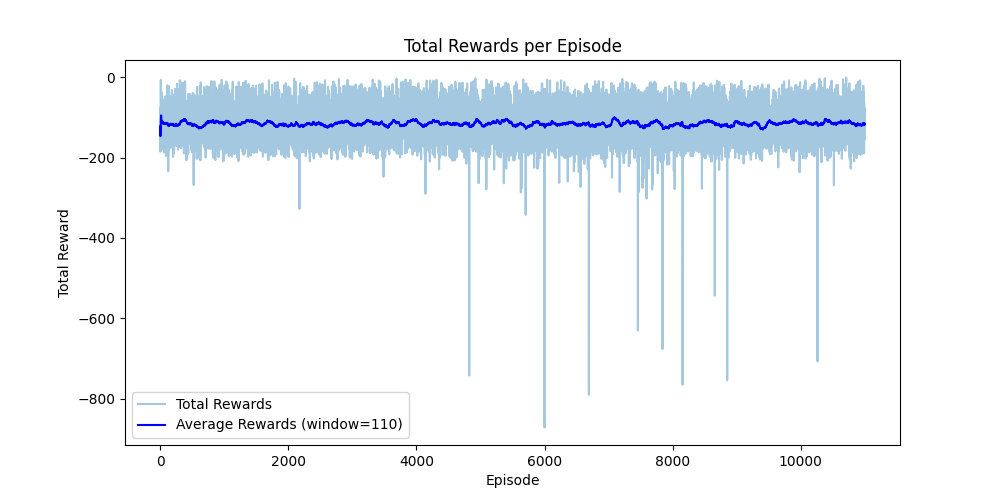 Total Rewards per Episode
0
−200
−400
−600
−800
Total Reward
Total Rewards
Average Rewards (window=110)
0
2000
4000
6000
8000
10000
Episode